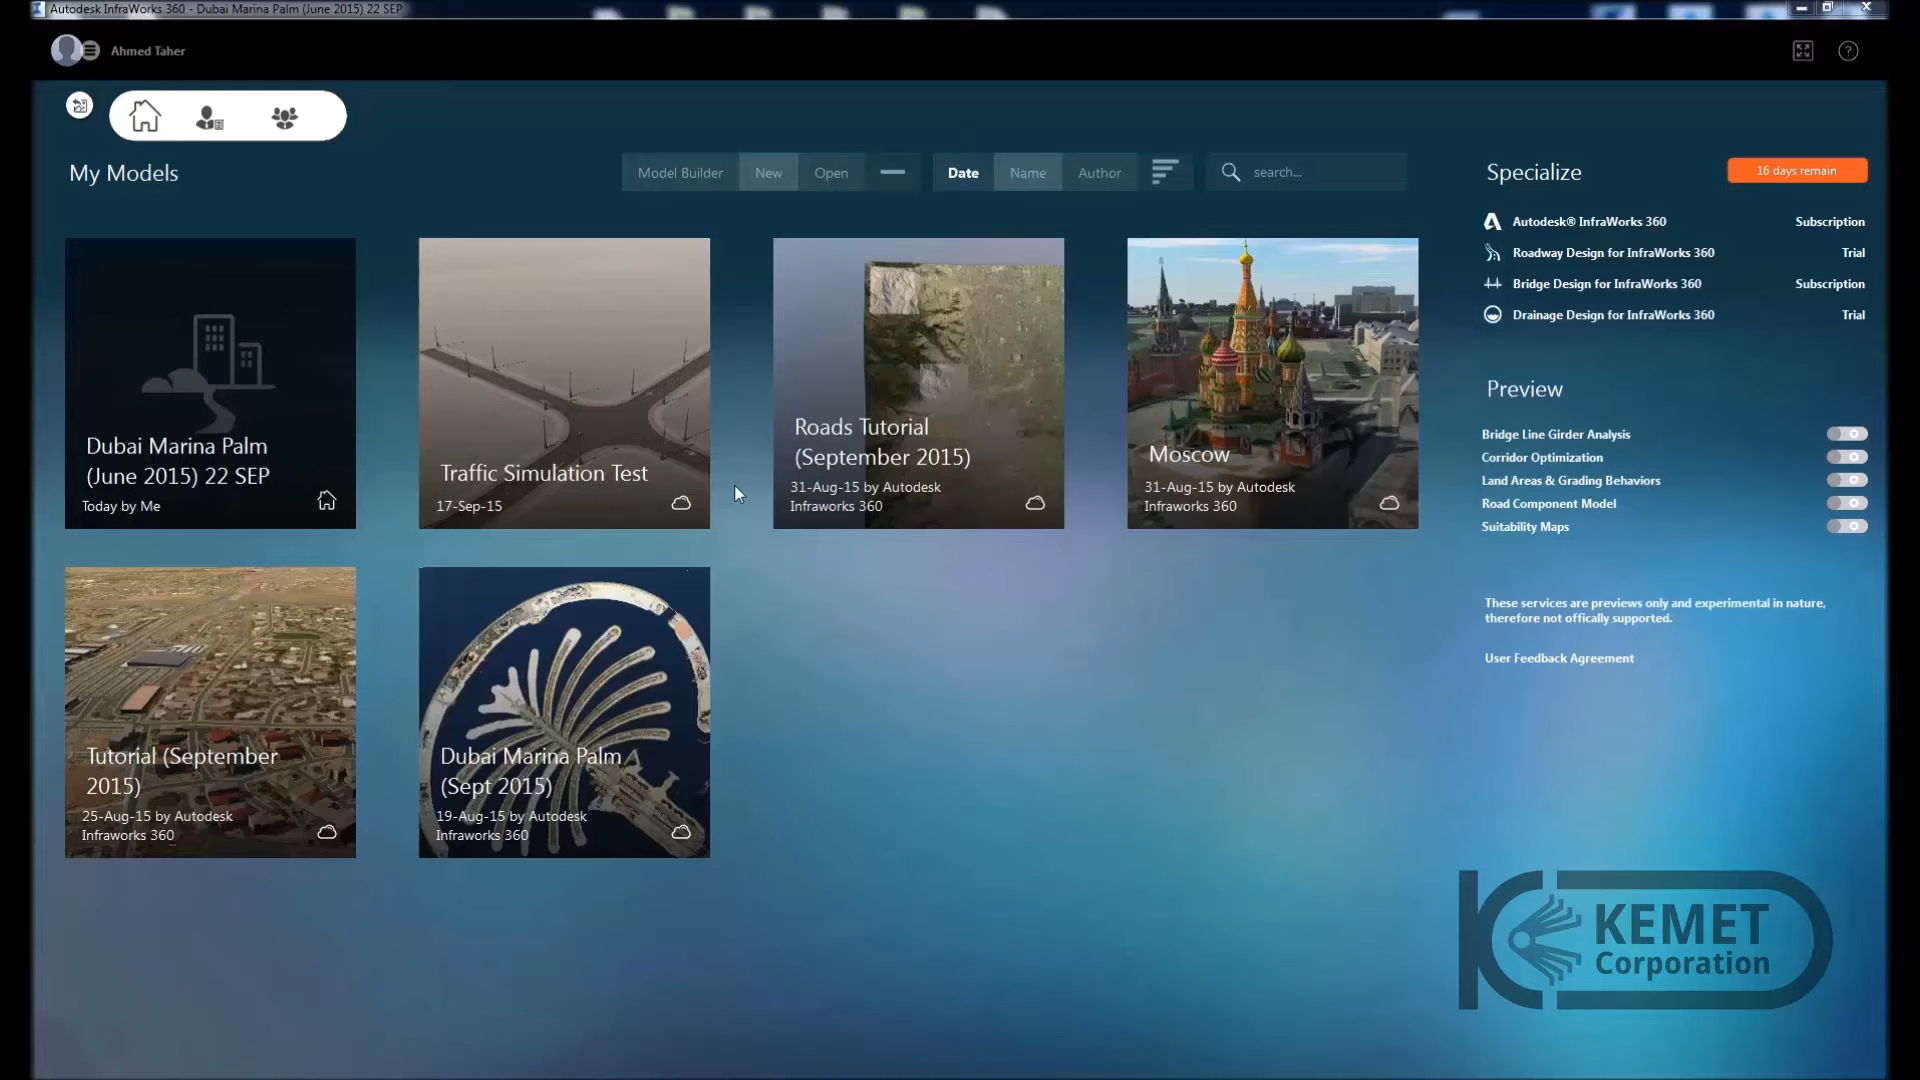 Autodesk InfraWorks 360 - Dubai Marina Palm (June 2015) 22 SEP
Ahmed Taher
?
My Models
Model Builder
New
Open
Date
Name
Author
search...
Specialize
16 days remain
Autodesk® InfraWorks 360
Subscription
Roadway Design for InfraWorks 360
Trial
Bridge Design for InfraWorks 360
Subscription
Drainage Design for InfraWorks 360
Trial
Preview
Bridge Line Girder Analysis
Corridor Optimization
Land Areas & Grading Behaviors
Road Component Model
Suitability Maps
These services are previews only and experimental in nature,
therefore not offically supported.
User Feedback Agreement
Dubai Marina Palm
(June 2015) 22 SEP
Today by Me
Traffic Simulation Test
17-Sep-15
Roads Tutorial
(September 2015)
31-Aug-15 by Autodesk
Infraworks 360
Moscow
31-Aug-15 by Autodesk
Infraworks 360
Tutorial (September
2015)
25-Aug-15 by Autodesk
Infraworks 360
Dubai Marina Palm
(Sept 2015)
19-Aug-15 by Autodesk
Infraworks 360
KEMET
Corporation